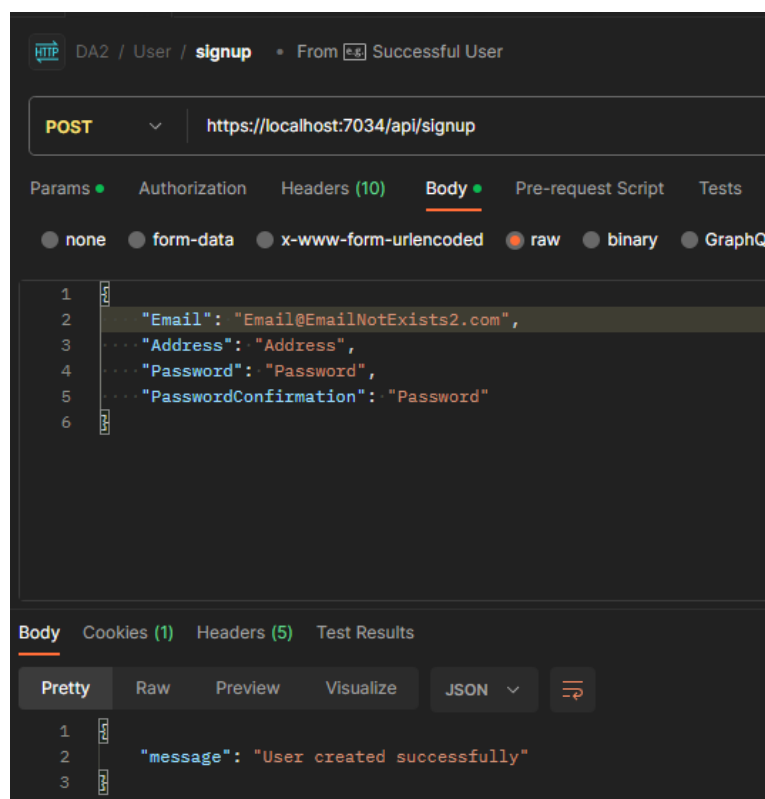 HTTP DA2 / User / signup • From e.g. Successful User
POST https://localhost:7034/api/signup
Params Authorization Headers (10) Body Pre-request Script Tests
none form-data x-www-form-urlencoded raw binary GraphQ
1 {
2 "Email": "Email@EmailNotExists2.com",
3 "Address": "Address",
4 "Password": "Password",
5 "PasswordConfirmation": "Password"
6 }
Body Cookies (1) Headers (5) Test Results
Pretty Raw Preview Visualize JSON
1 {
2 "message": "User created successfully"
3 }